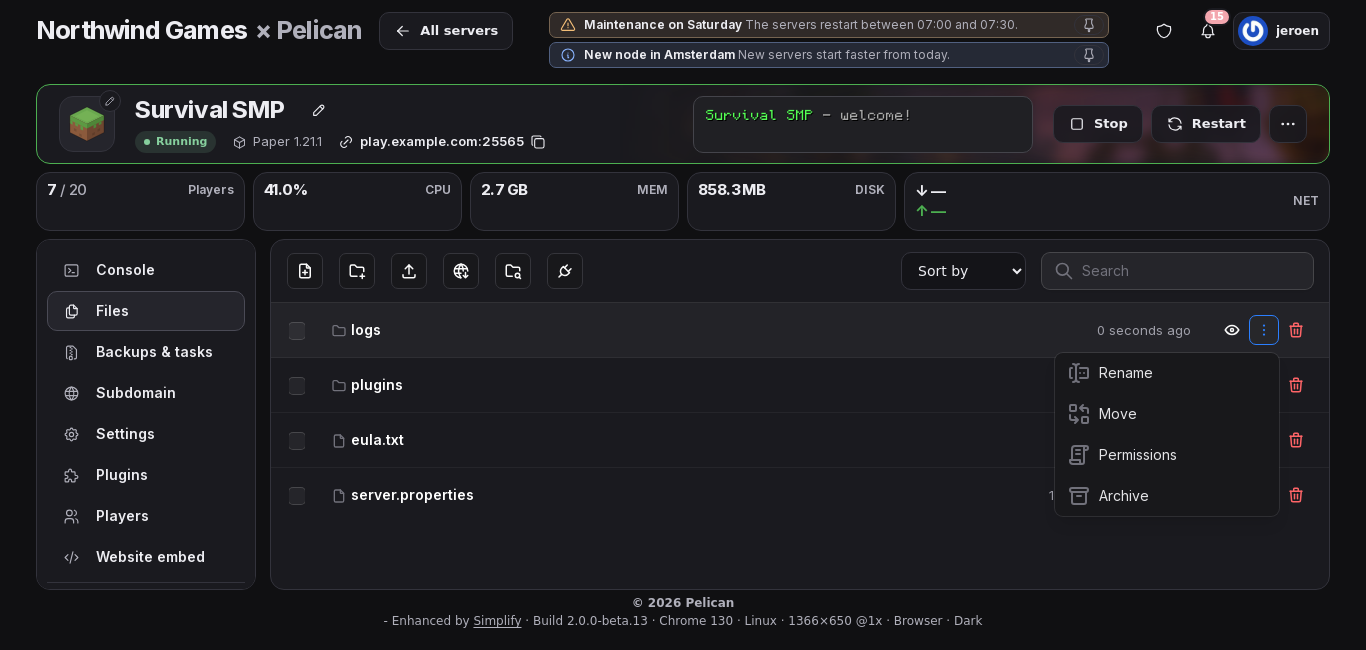 Northwind Games × Pelican
All servers
Maintenance on Saturday The servers restart between 07:00 and 07:30.
New node in Amsterdam New servers start faster from today.
15
jeroen
Survival SMP
Running
Paper 1.21.1
play.example.com:25565
Survival SMP - welcome!
Stop
Restart
7 / 20 Players
41.0% CPU
2.7 GB MEM
858.3 MB DISK
↓ —
↑ —
NET
Console
Files
Backups & tasks
Subdomain
Settings
Plugins
Players
Website embed
Sort by
Search
logs 0 seconds ago
plugins
eula.txt
server.properties 1
Rename
Move
Permissions
Archive
© 2026 Pelican
- Enhanced by Simplify · Build 2.0.0-beta.13 · Chrome 130 · Linux · 1366×650 @1x · Browser · Dark